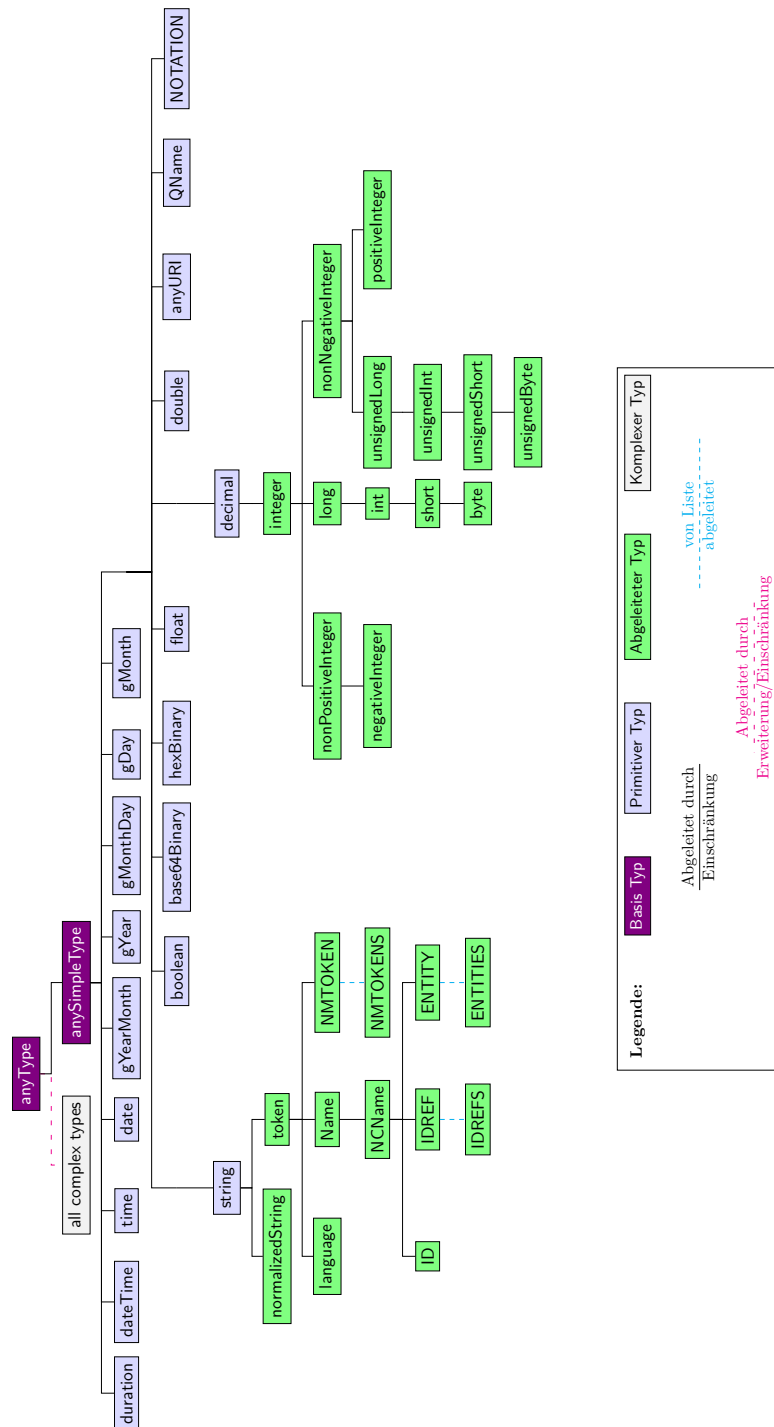 anyType
all complex types
anySimpleType
duration
dateTime
time
date
gYearMonth
gYear
gMonthDay
gDay
gMonth
boolean
base64Binary
hexBinary
float
double
anyURI
QName
NOTATION
string
decimal
normalizedString
token
integer
language
Name
NMTOKEN
nonPositiveInteger
long
nonNegativeInteger
NCName
NMTOKENS
negativeInteger
int
unsignedLong
positiveInteger
ID
IDREF
ENTITY
short
unsignedInt
IDREFS
ENTITIES
byte
unsignedShort
unsignedByte
Legende:
Basis Typ
Primitiver Typ
Abgeleiteter Typ
Komplexer Typ
Abgeleitet durch
Einschränkung
von Liste
abgeleitet
Abgeleitet durch
Erweiterung/Einschränkung